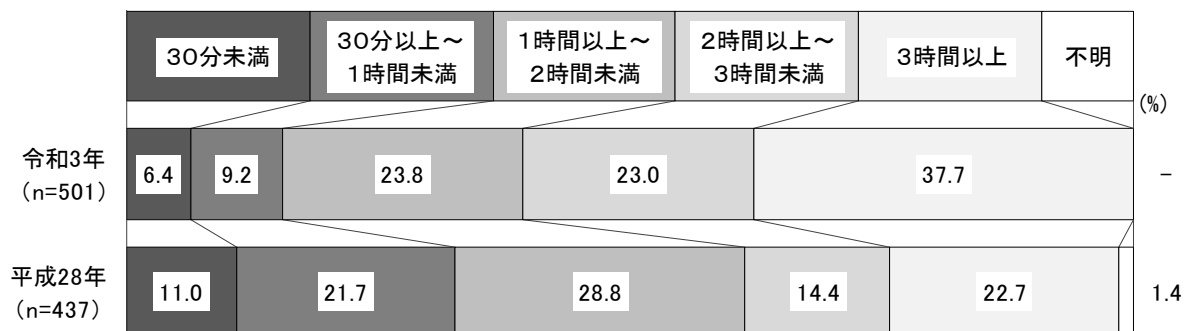 30分未満
30分以上～
1時間未満
1時間以上～
2時間未満
2時間以上～
3時間未満
3時間以上
不明
(%)
令和3年
(n=501)
6.4
9.2
23.8
23.0
37.7
-
平成28年
(n=437)
11.0
21.7
28.8
14.4
22.7
1.4